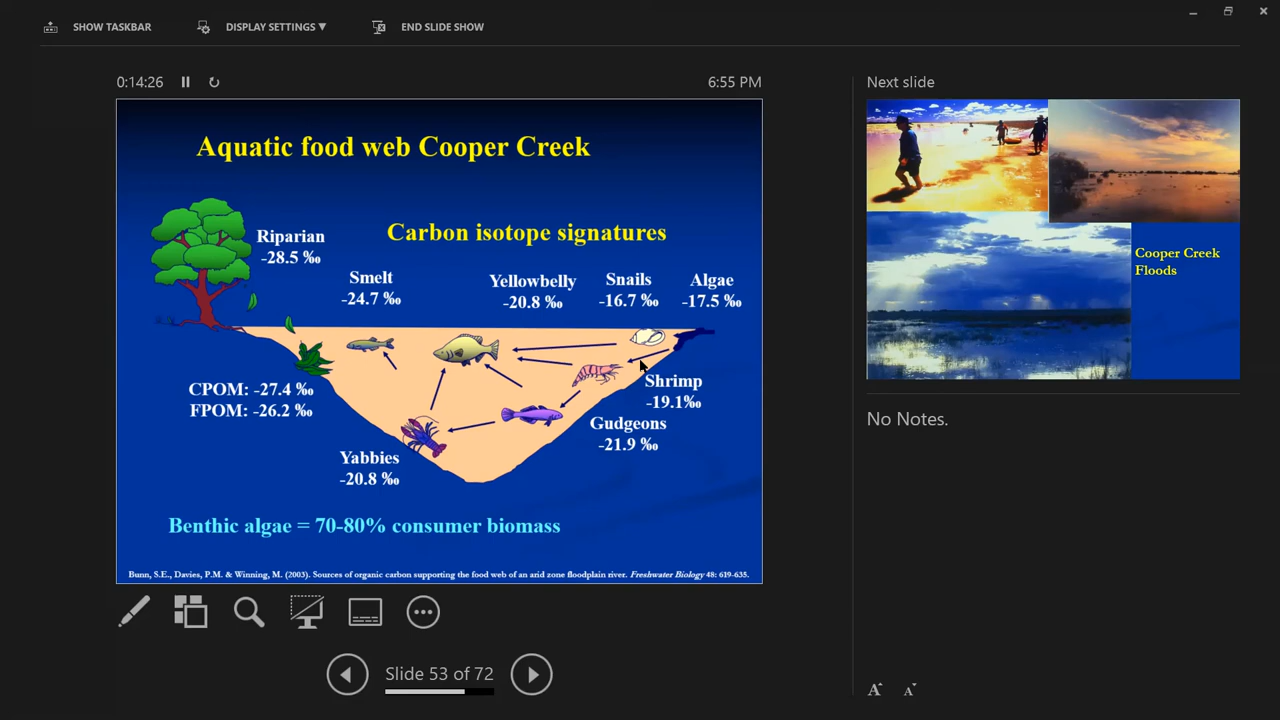 SHOW TASKBAR
DISPLAY SETTINGS ▼
END SLIDE SHOW
0:14:26
6:55 PM
Aquatic food web Cooper Creek
Carbon isotope signatures
Riparian
-28.5 ‰
Smelt
-24.7 ‰
Yellowbelly
-20.8 ‰
Snails
-16.7 ‰
Algae
-17.5 ‰
CPOM: -27.4 ‰
FPOM: -26.2 ‰
Shrimp
-19.1‰
Gudgeons
-21.9 ‰
Yabbies
-20.8 ‰
Benthic algae = 70-80% consumer biomass
Bunn, S.E., Davies, P.M. & Winning, M. (2003). Sources of organic carbon supporting the food web of an arid zone floodplain river. Freshwater Biology 48: 619-635.
Slide 53 of 72
Next slide
Cooper Creek
Floods
No Notes.
A A